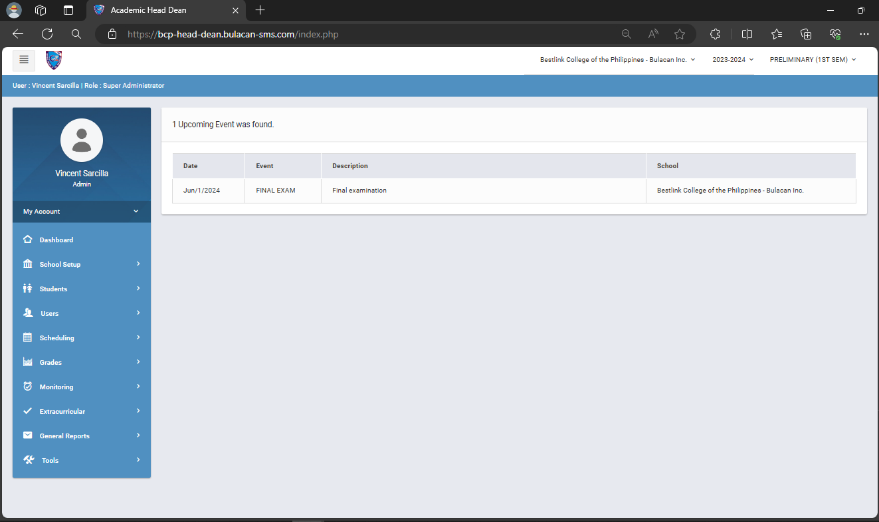 Academic Head Dean
https://bcp-head-dean.bulacan-sms.com/index.php
Bestlink College of the Philippines - Bulacan Inc.
2023-2024
PRELIMINARY (1ST SEM)
User : Vincent Sarcilla | Role : Super Administrator
Vincent Sarcilla
Admin
My Account
Dashboard
School Setup
Students
Users
Scheduling
Grades
Monitoring
Extracurricular
General Reports
Tools
1 Upcoming Event was found.
Date Event Description School
Jun/1/2024 FINAL EXAM Final examination Bestlink College of the Philippines - Bulacan Inc.